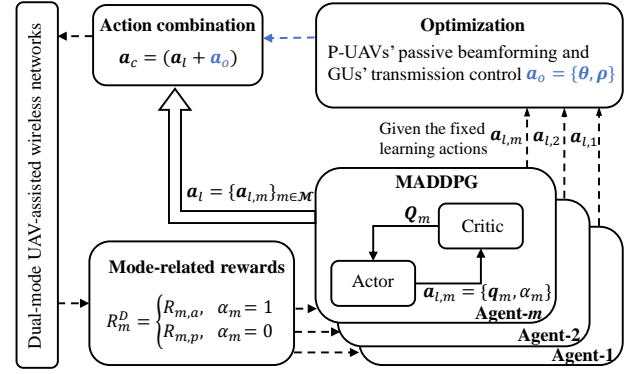 Dual-mode UAV-assisted wireless networks
Action combination
𝒂_c = (𝒂_l + 𝒂_o)
Optimization
P-UAVs' passive beamforming and
GUs' transmission control 𝒂_o = {𝜽, 𝝆}
Given the fixed
learning actions
𝒂_{l,m} 𝒂_{l,2} 𝒂_{l,1}
𝒂_l = {𝒂_{l,m}}_{m∈ℳ}
MADDPG
𝑸_m
Critic
Actor
𝒂_{l,m} = {𝒒_m, α_m}
Agent-m
Agent-2
Agent-1
Mode-related rewards
R_m^D = { R_{m,a}, α_m = 1
R_{m,p}, α_m = 0